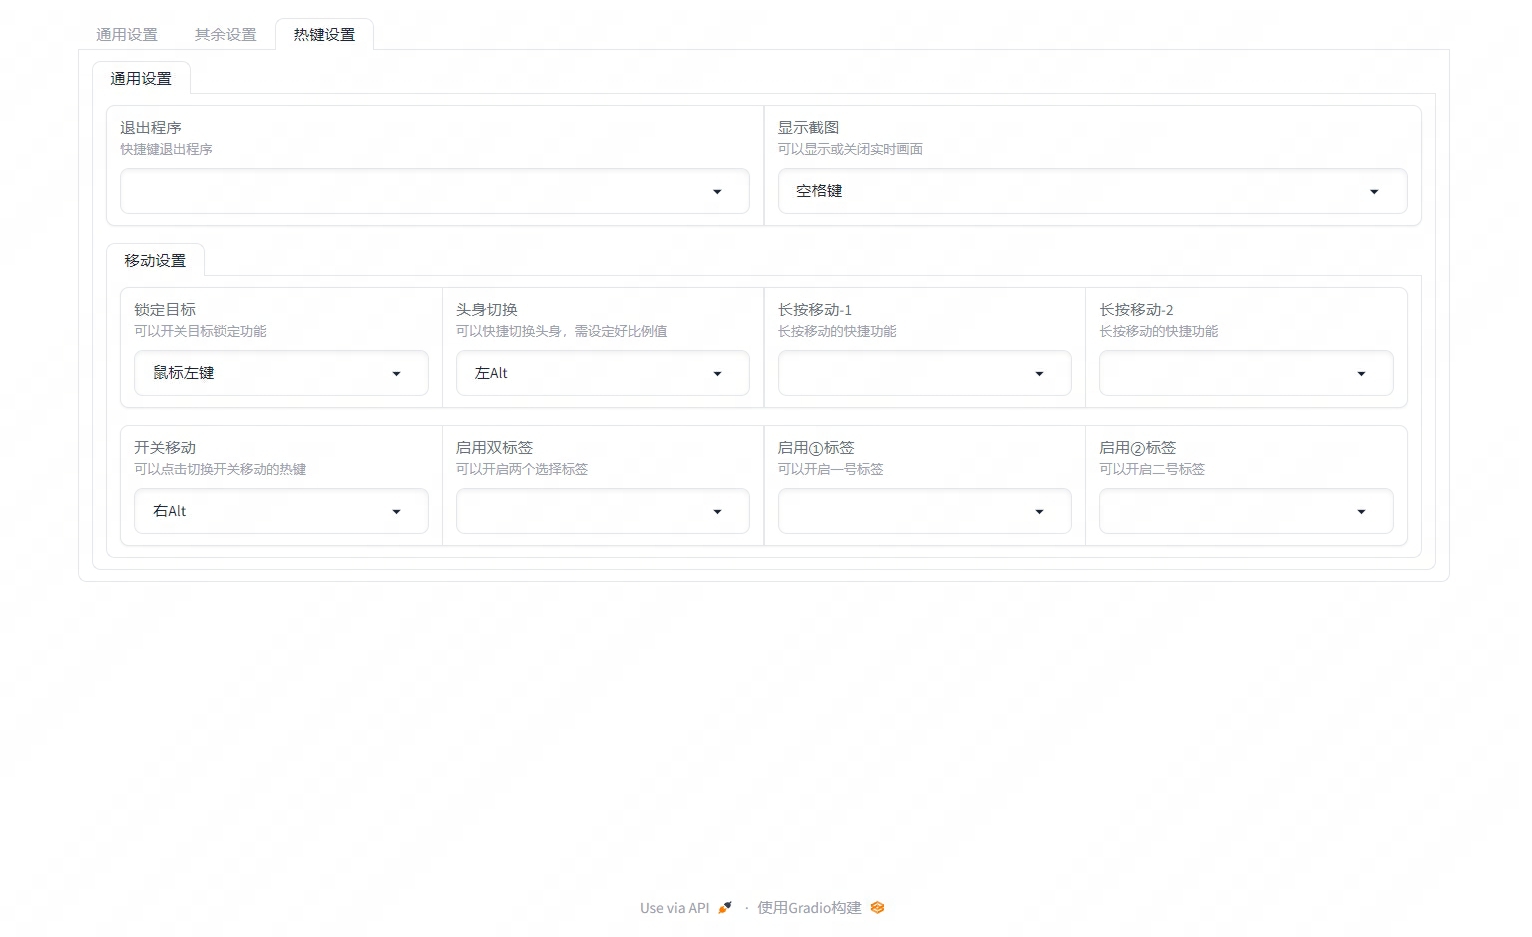 通用设置
其余设置
热键设置
通用设置
退出程序
快捷键退出程序
显示截图
可以显示或关闭实时画面
空格键
移动设置
锁定目标
可以开关目标锁定功能
鼠标左键
头身切换
可以快捷切换头身，需设定好比例值
左Alt
长按移动-1
长按移动的快捷功能
长按移动-2
长按移动的快捷功能
开关移动
可以点击切换开关移动的热键
右Alt
启用双标签
可以开启两个选择标签
启用①标签
可以开启一号标签
启用②标签
可以开启二号标签
Use via API · 使用Gradio构建